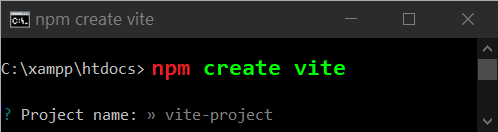 npm create vite
C:\xampp\htdocs> npm create vite
? Project name: » vite-project